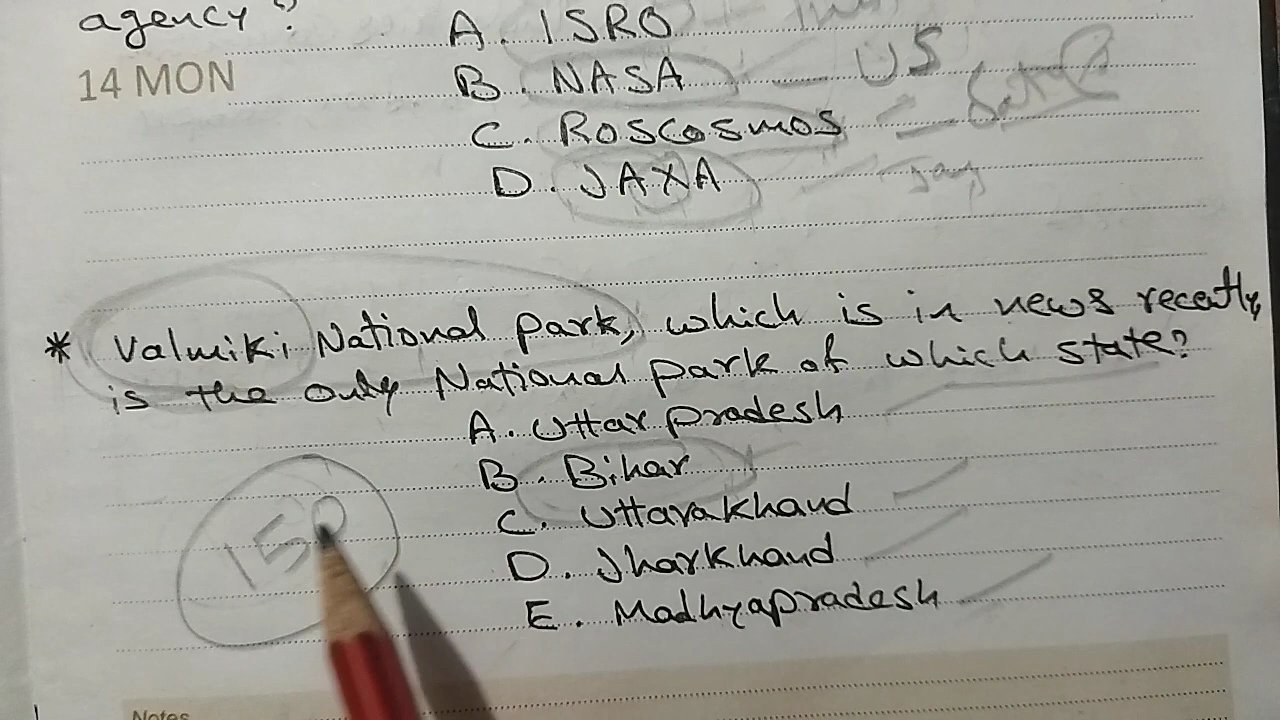 agency?
A. ISRO
14 MON
B. NASA
US
C. Roscosmos
D. JAXA
* Valmiki National Park, which is in news recently,
is the only National park of which state?
A. Uttar pradesh
B. Bihar
C. Uttarakhand
D. Jharkhand
E. Madhyapradesh
150
Notes